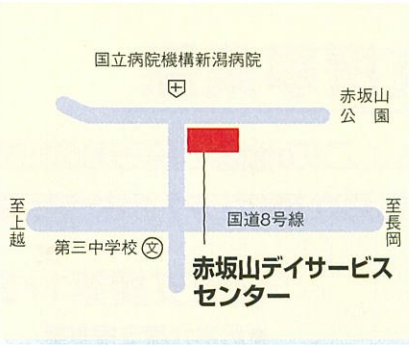 国立病院機構新潟病院
赤坂山
公園
至上越
国道8号線
至長岡
第三中学校 文
赤坂山デイサービス
センター